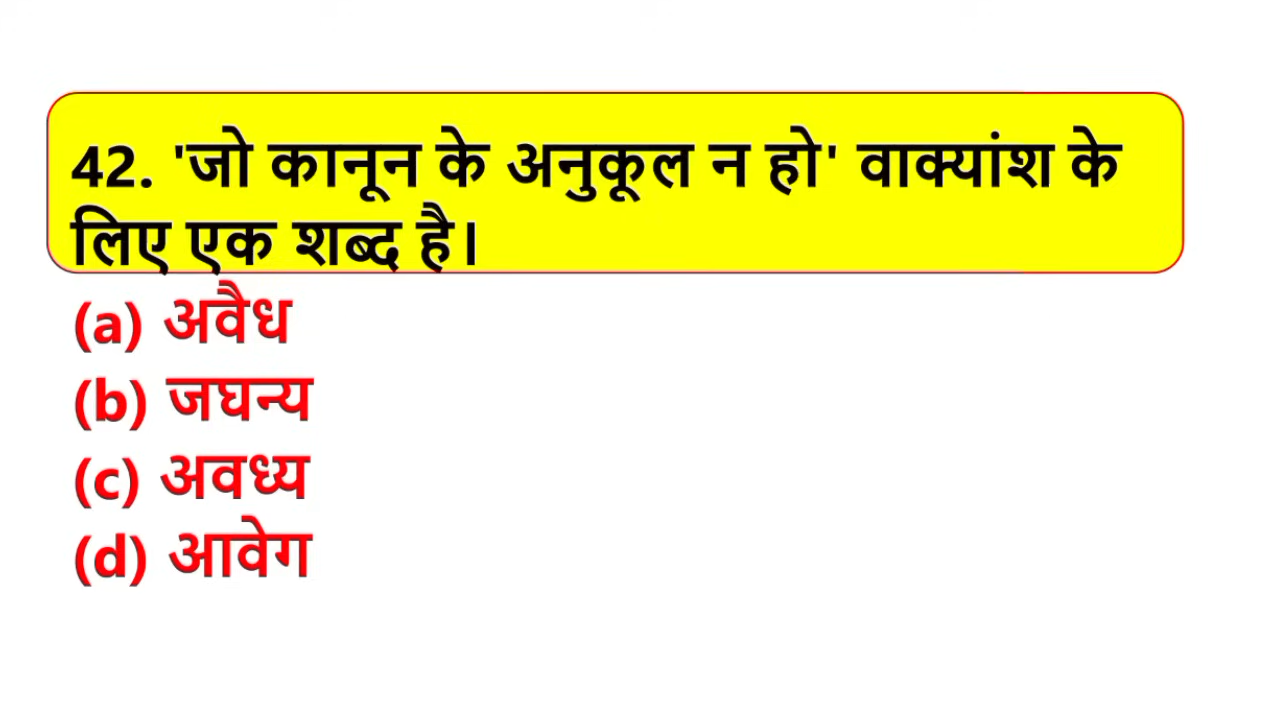 42. 'जो कानून के अनुकूल न हो' वाक्यांश के
लिए एक शब्द है।
(a) अवैध
(b) जघन्य
(c) अवध्य
(d) आवेग